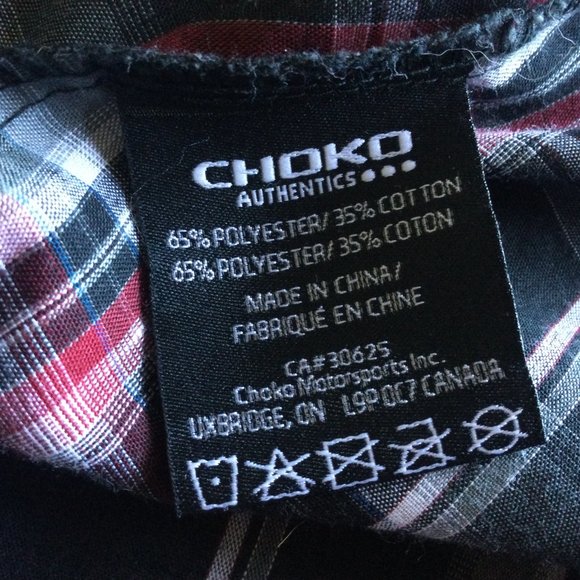 CHOKO
AUTHENTICS•••
65% POLYESTER/ 35% COTTON
65% POLYESTER/ 35% COTON
MADE IN CHINA/
FABRIQUÉ EN CHINE
CA#30625
Choko Motorsports Inc.
UXBRIDGE, ON L9P 0C7 CANADA